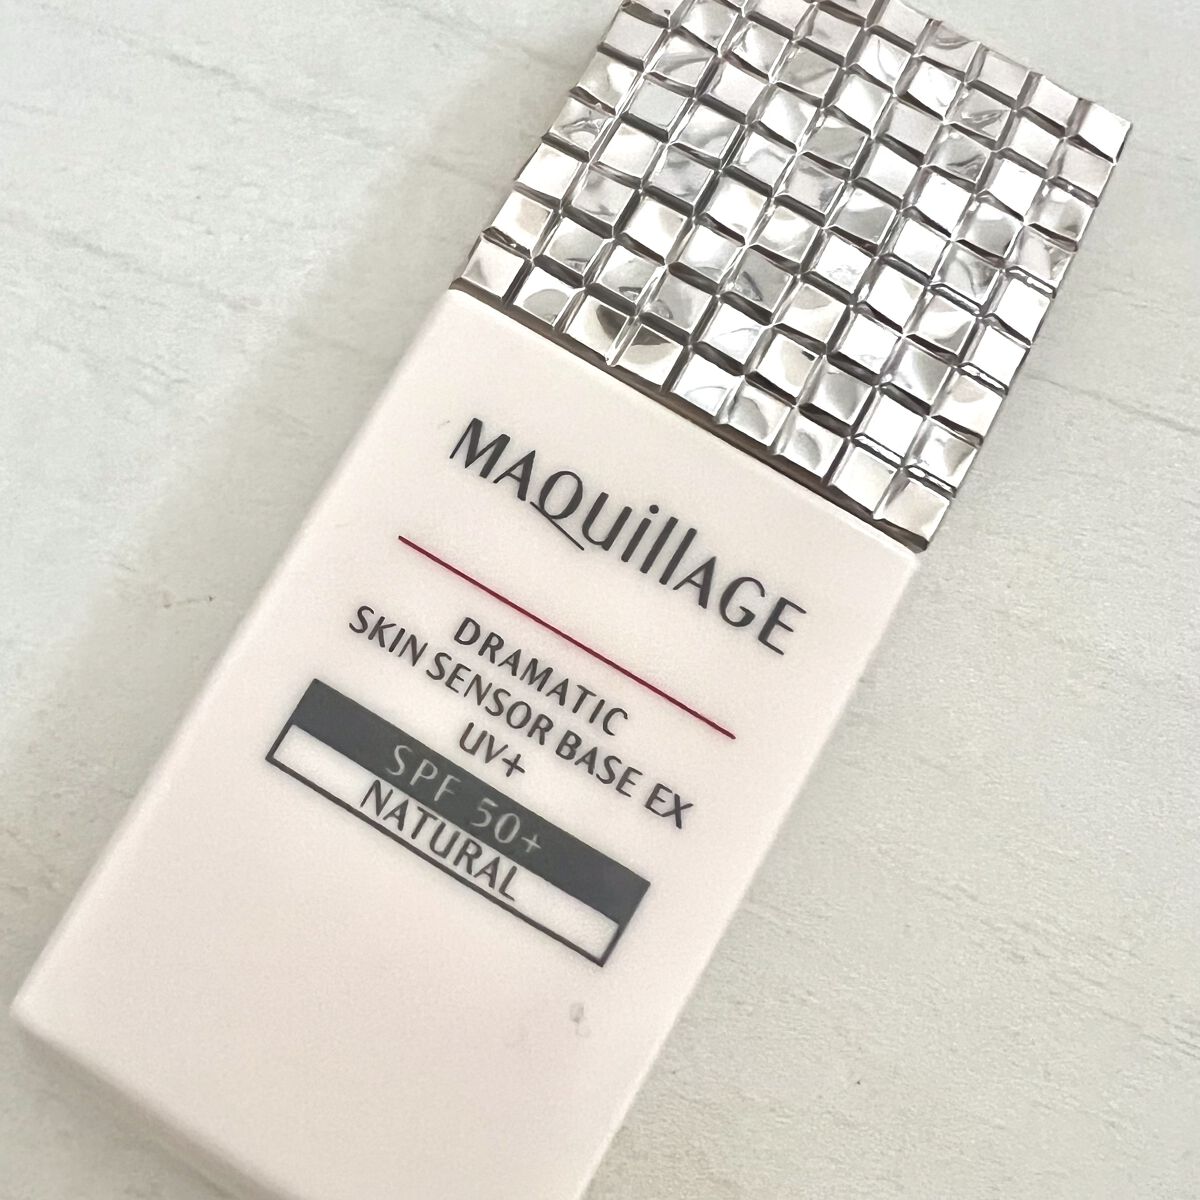 MAQuillAGE
DRAMATIC
SKIN SENSOR BASE EX
UV+
SPF 50+
NATURAL